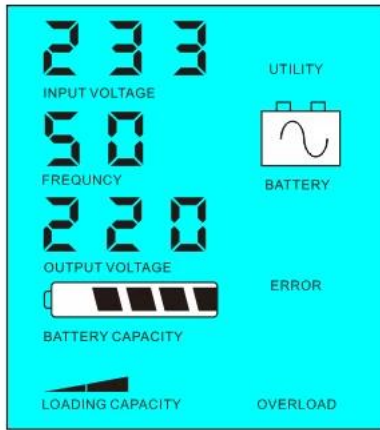 233
UTILITY
INPUT VOLTAGE
50
FREQUNCY
BATTERY
220
OUTPUT VOLTAGE
ERROR
BATTERY CAPACITY
LOADING CAPACITY
OVERLOAD